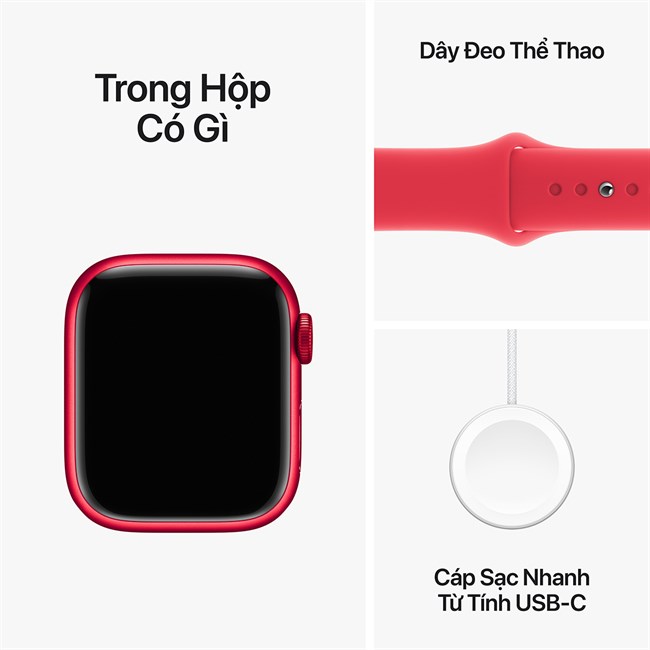 Trong Hộp
Có Gì
Dây Đeo Thể Thao
Cáp Sạc Nhanh
Từ Tính USB-C